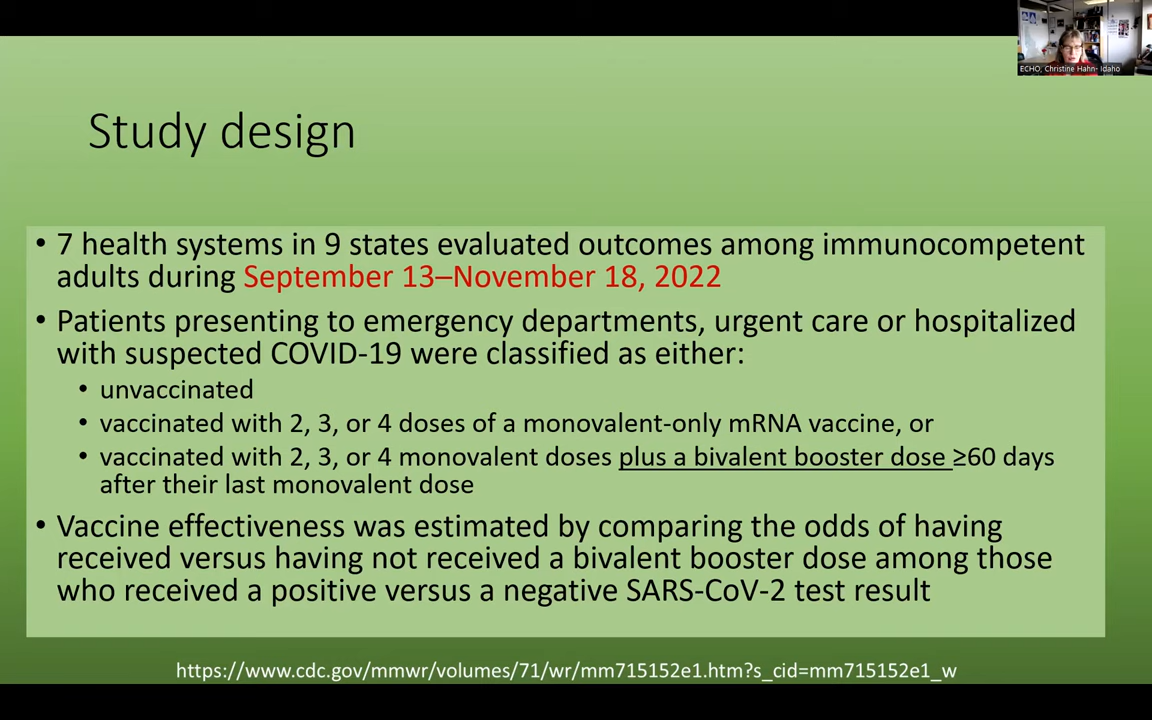 ECHO, Christine Hahn- Idaho
Study design
• 7 health systems in 9 states evaluated outcomes among immunocompetent
adults during September 13–November 18, 2022
• Patients presenting to emergency departments, urgent care or hospitalized
with suspected COVID-19 were classified as either:
• unvaccinated
• vaccinated with 2, 3, or 4 doses of a monovalent-only mRNA vaccine, or
• vaccinated with 2, 3, or 4 monovalent doses plus a bivalent booster dose ≥60 days
after their last monovalent dose
• Vaccine effectiveness was estimated by comparing the odds of having
received versus having not received a bivalent booster dose among those
who received a positive versus a negative SARS-CoV-2 test result
https://www.cdc.gov/mmwr/volumes/71/wr/mm715152e1.htm?s_cid=mm715152e1_w